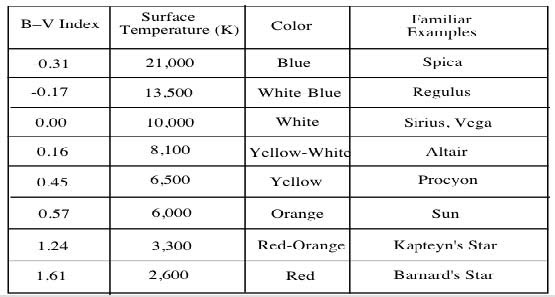 B–V Index Surface Temperature (K) Color Familiar Examples
0.31 21,000 Blue Spica
-0.17 13,500 White Blue Regulus
0.00 10,000 White Sirius, Vega
0.16 8,100 Yellow-White Altair
0.45 6,500 Yellow Procyon
0.57 6,000 Orange Sun
1.24 3,300 Red-Orange Kapteyn's Star
1.61 2,600 Red Barnard's Star